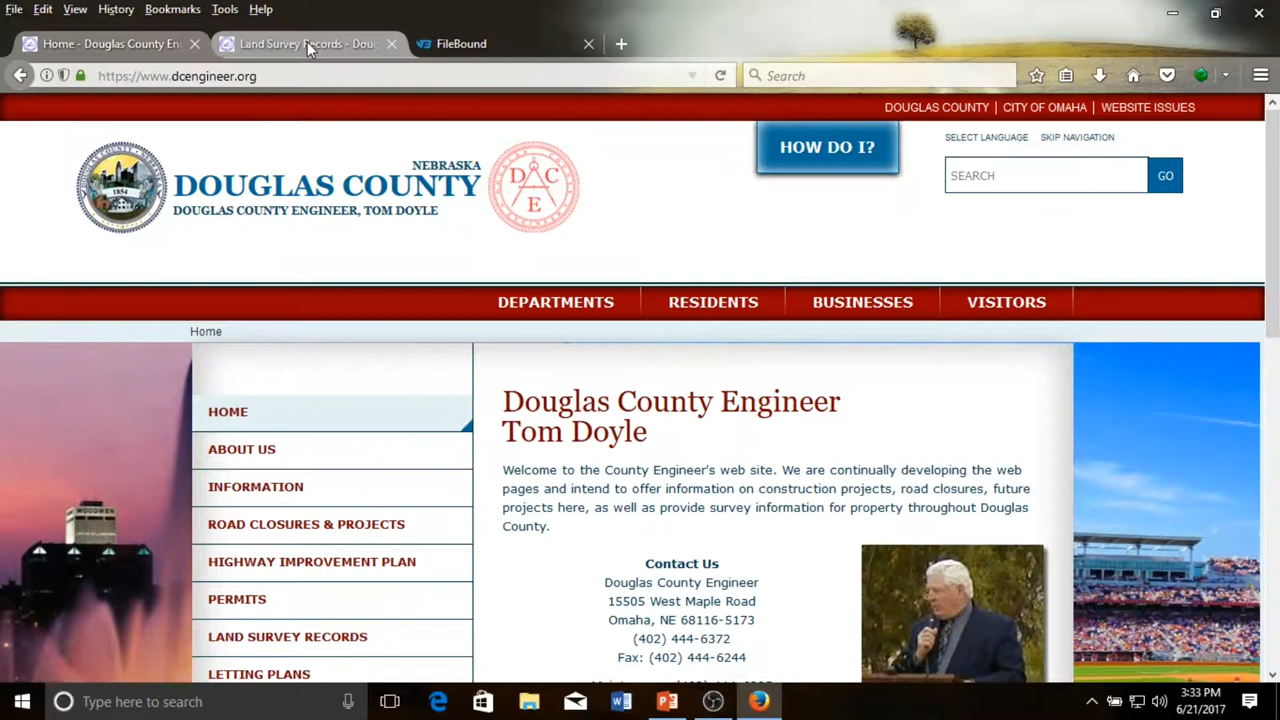 File Edit View History Bookmarks Tools Help
Home - Douglas County En
Land Survey Records - Doug
FileBound
https://www.dcengineer.org
Search
DOUGLAS COUNTY | CITY OF OMAHA | WEBSITE ISSUES
NEBRASKA
DOUGLAS COUNTY
DOUGLAS COUNTY ENGINEER, TOM DOYLE
1854
D C
E
HOW DO I?
SELECT LANGUAGE SKIP NAVIGATION
SEARCH
GO
DEPARTMENTS RESIDENTS BUSINESSES VISITORS
Home
HOME
ABOUT US
INFORMATION
ROAD CLOSURES & PROJECTS
HIGHWAY IMPROVEMENT PLAN
PERMITS
LAND SURVEY RECORDS
LETTING PLANS
WOODMEN
Douglas County Engineer
Tom Doyle
Welcome to the County Engineer's web site. We are continually developing the web
pages and intend to offer information on construction projects, road closures, future
projects here, as well as provide survey information for property throughout Douglas
County.
Contact Us
Douglas County Engineer
15505 West Maple Road
Omaha, NE 68116-5173
(402) 444-6372
Fax: (402) 444-6244
Type here to search
3:33 PM
6/21/2017